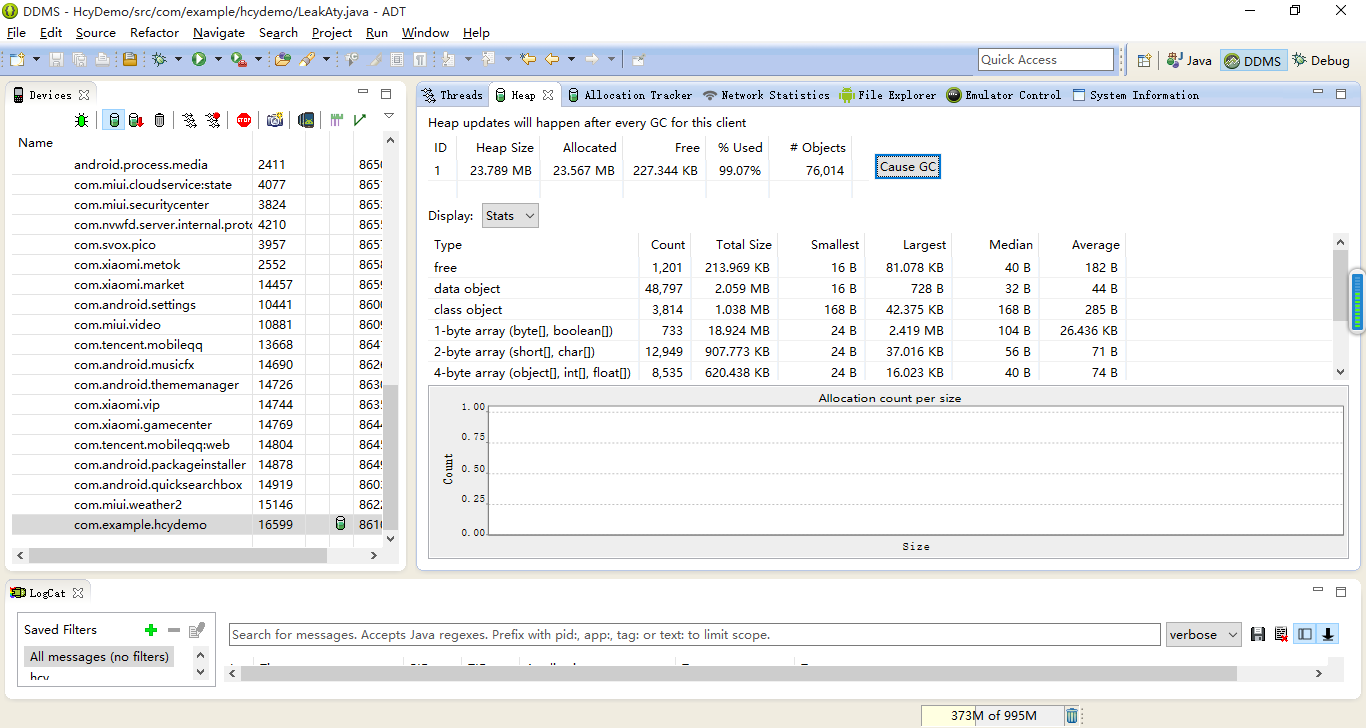 DDMS - HcyDemo/src/com/example/hcydemo/LeakAty.java - ADT
File Edit Source Refactor Navigate Search Project Run Window Help
Quick Access
Java DDMS Debug
Devices
Name
android.process.media 2411 865
com.miui.cloudservice:state 4077 865
com.miui.securitycenter 3824 865
com.nvwfd.server.internal.proto 4210 865
com.svox.pico 3957 865
com.xiaomi.metok 2552 865
com.xiaomi.market 14457 865
com.android.settings 10441 860
com.miui.video 10881 860
com.tencent.mobileqq 13668 864
com.android.musicfx 14690 862
com.android.thememanager 14726 863
com.xiaomi.vip 14744 863
com.xiaomi.gamecenter 14769 864
com.tencent.mobileqq:web 14804 864
com.android.packageinstaller 14878 864
com.android.quicksearchbox 14919 860
com.miui.weather2 15146 862
com.example.hcydemo 16599 861
Threads Heap Allocation Tracker Network Statistics File Explorer Emulator Control System Information
Heap updates will happen after every GC for this client
ID Heap Size Allocated Free % Used # Objects
1 23.789 MB 23.567 MB 227.344 KB 99.07% 76,014
Cause GC
Display: Stats
Type Count Total Size Smallest Largest Median Average
free 1,201 213.969 KB 16 B 81.078 KB 40 B 182 B
data object 48,797 2.059 MB 16 B 728 B 32 B 44 B
class object 3,814 1.038 MB 168 B 42.375 KB 168 B 285 B
1-byte array (byte[], boolean[]) 733 18.924 MB 24 B 2.419 MB 104 B 26.436 KB
2-byte array (short[], char[]) 12,949 907.773 KB 24 B 37.016 KB 56 B 71 B
4-byte array (object[], int[], float[]) 8,535 620.438 KB 24 B 16.023 KB 40 B 74 B
Allocation count per size
1.00
0.75
0.50
0.25
0.00
Count
Size
LogCat
Saved Filters
All messages (no filters)
hcy
Search for messages. Accepts Java regexes. Prefix with pid:, app:, tag: or text: to limit scope.
verbose
373M of 995M